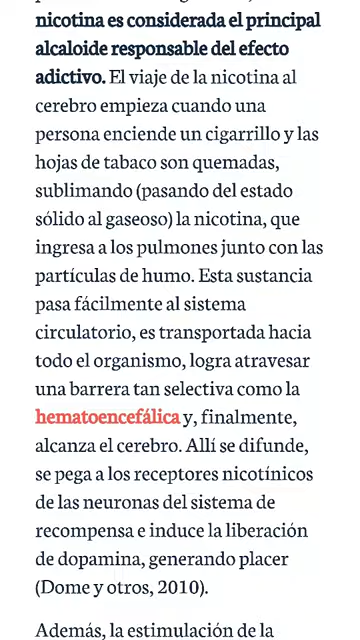 nicotina es considerada el principal
alcaloide responsable del efecto
adictivo. El viaje de la nicotina al
cerebro empieza cuando una
persona enciende un cigarrillo y las
hojas de tabaco son quemadas,
sublimando (pasando del estado
sólido al gaseoso) la nicotina, que
ingresa a los pulmones junto con las
partículas de humo. Esta sustancia
pasa fácilmente al sistema
circulatorio, es transportada hacia
todo el organismo, logra atravesar
una barrera tan selectiva como la
hematoencefálica y, finalmente,
alcanza el cerebro. Allí se difunde,
se pega a los receptores nicotínicos
de las neuronas del sistema de
recompensa e induce la liberación
de dopamina, generando placer
(Dome y otros, 2010).
Además, la estimulación de la